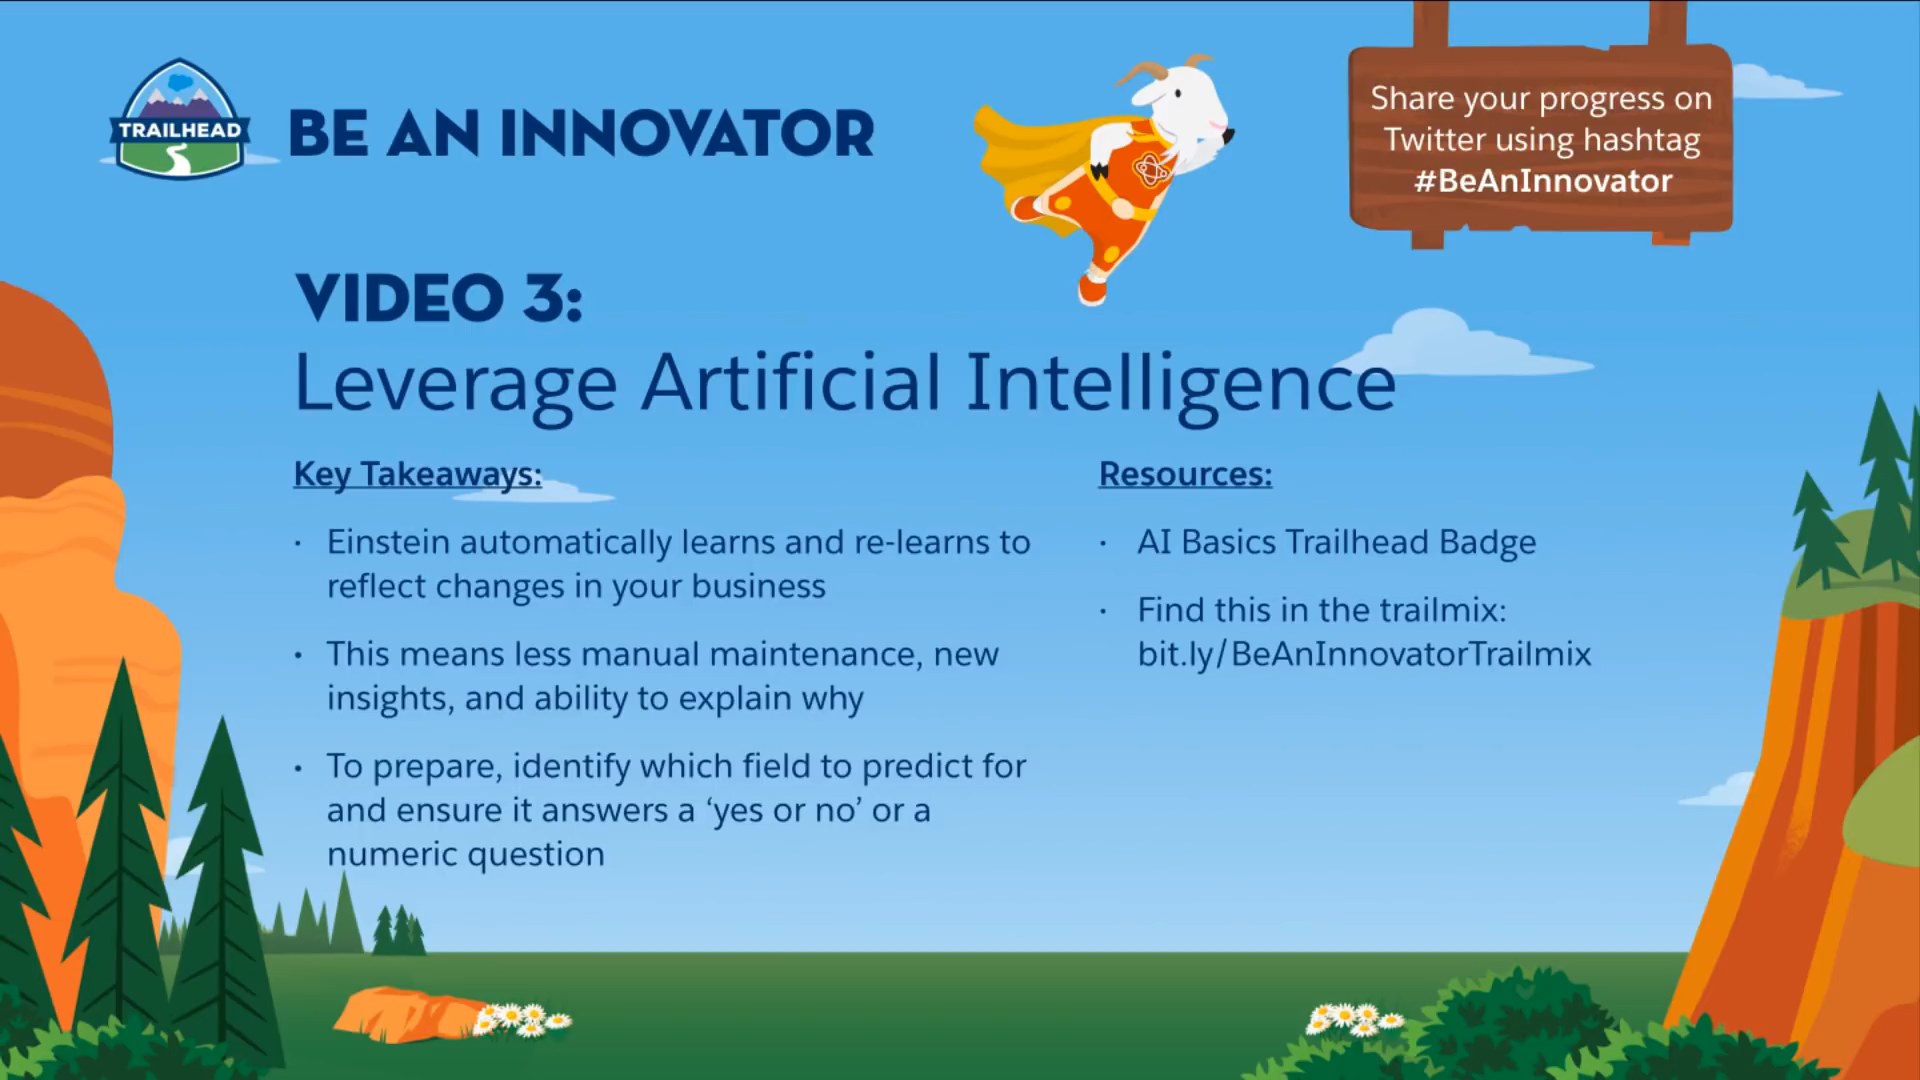 TRAILHEAD
BE AN INNOVATOR
Share your progress on
Twitter using hashtag
#BeAnInnovator
VIDEO 3:
Leverage Artificial Intelligence
Key Takeaways:
· Einstein automatically learns and re-learns to
reflect changes in your business
· This means less manual maintenance, new
insights, and ability to explain why
· To prepare, identify which field to predict for
and ensure it answers a ‘yes or no’ or a
numeric question
Resources:
· AI Basics Trailhead Badge
· Find this in the trailmix:
bit.ly/BeAnInnovatorTrailmix